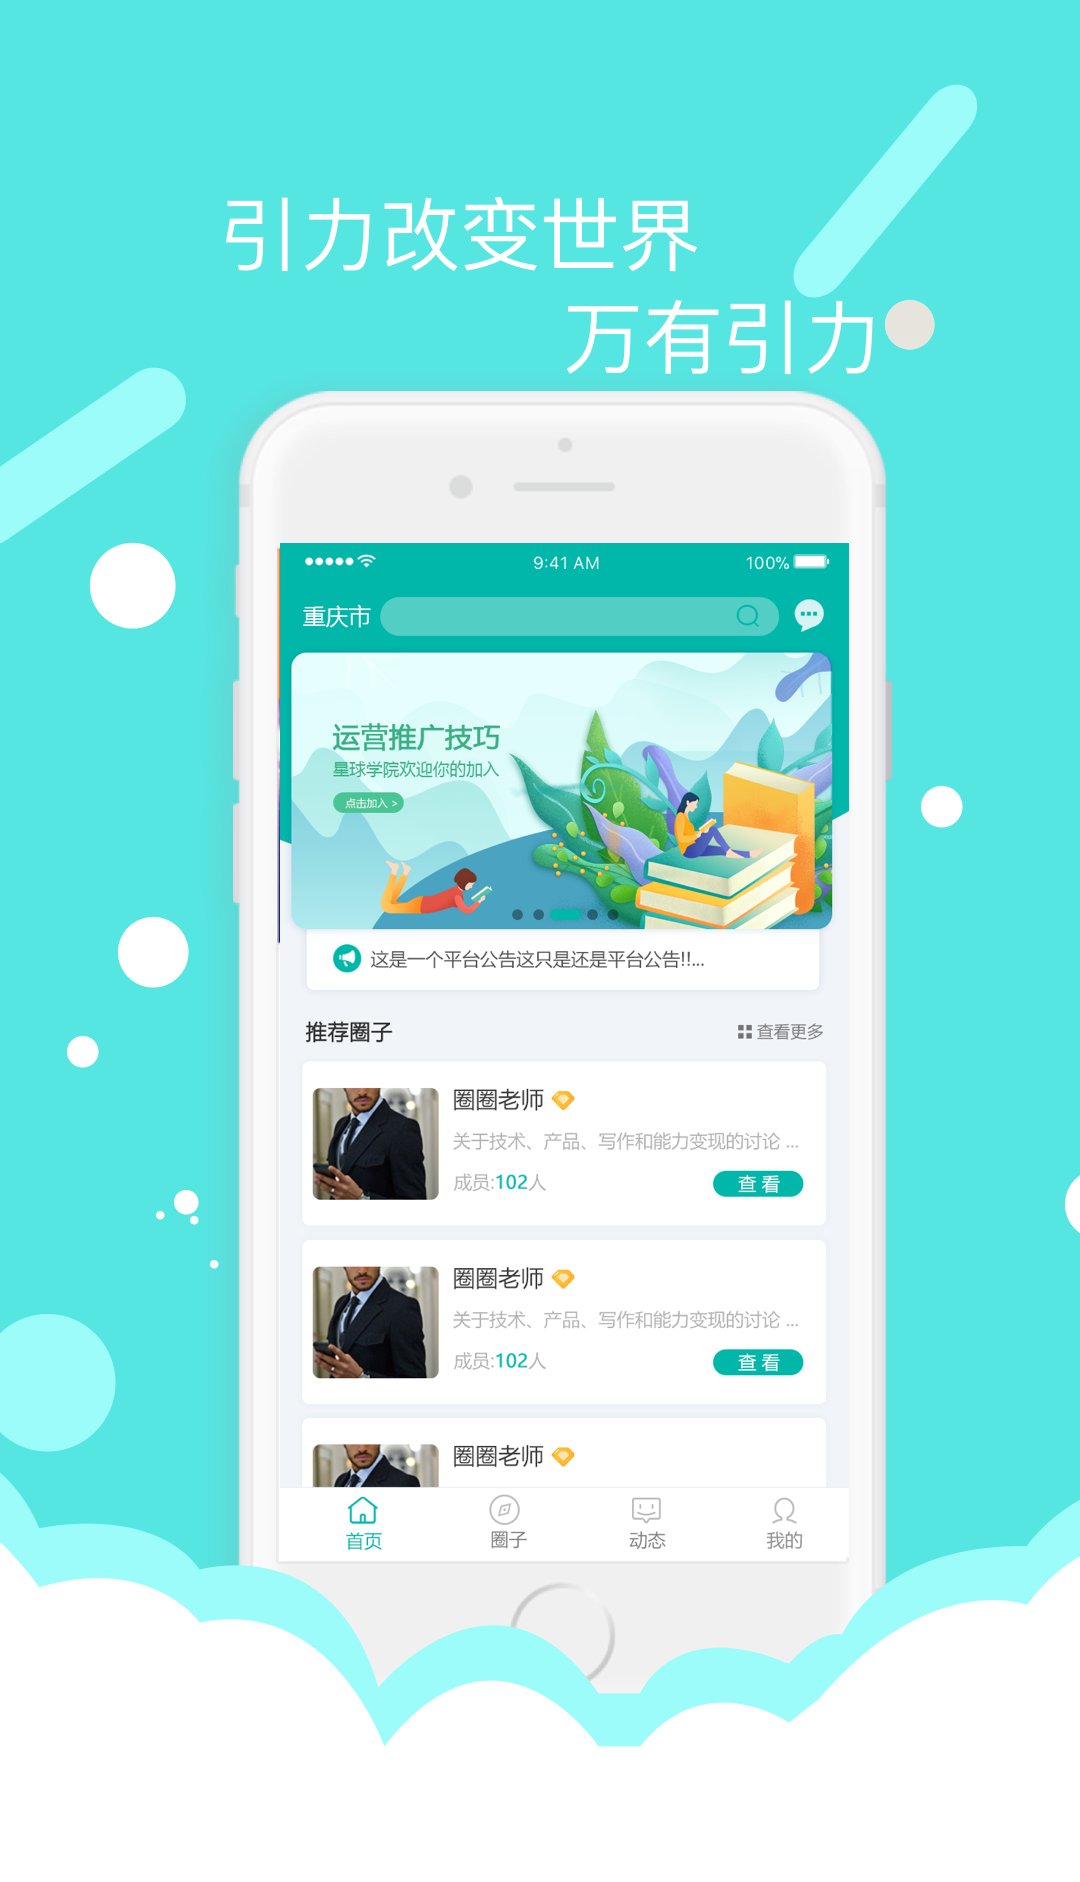 引力改变世界
万有引力
9:41 AM
100%
重庆市
运营推广技巧
星球学院欢迎你的加入
点击加入 >
这是一个平台公告这只是还是平台公告!!...
推荐圈子
查看更多
圈圈老师
关于技术、产品、写作和能力变现的讨论 ...
成员:102人
查 看
圈圈老师
关于技术、产品、写作和能力变现的讨论 ...
成员:102人
查 看
圈圈老师
首页
圈子
动态
我的